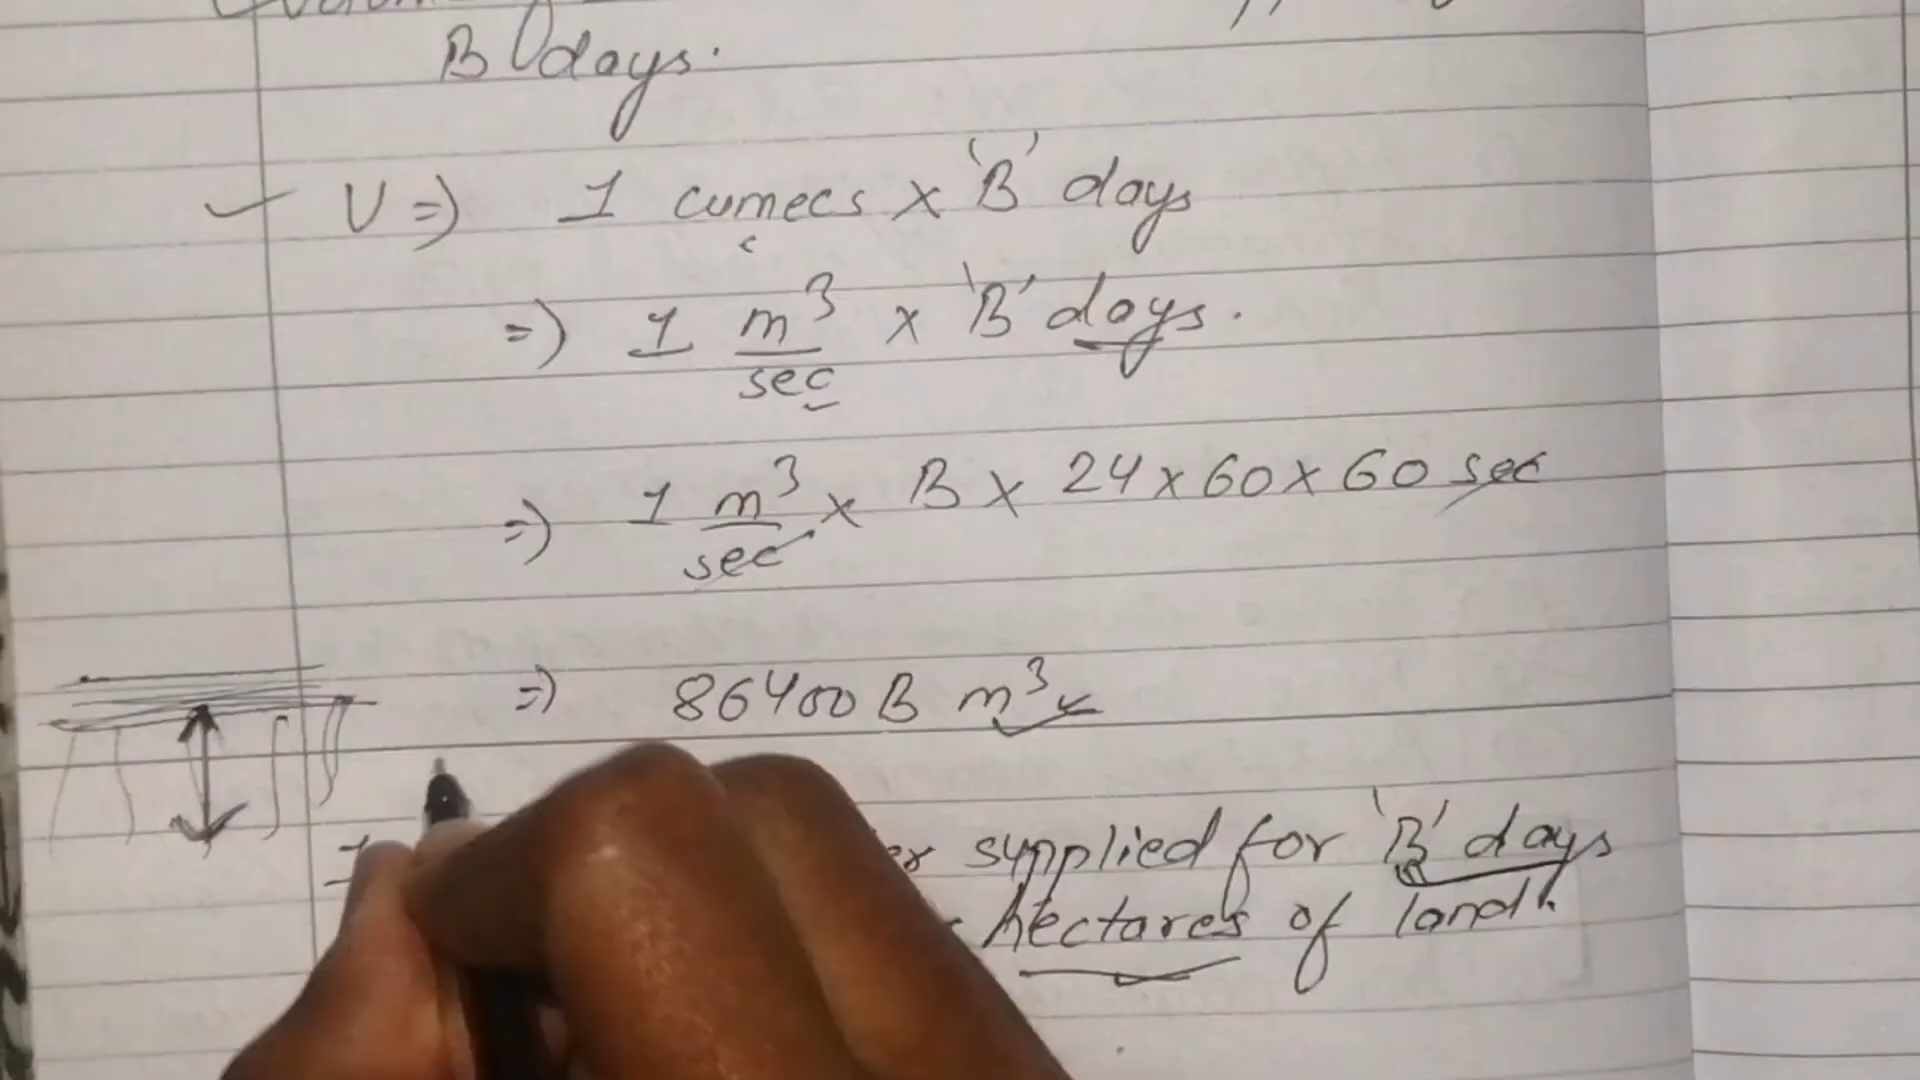 B days.
V => 1 cumecs x 'B' days
=> 1 m³/sec x 'B' days.
=> 1 m³/sec x B x 24 x 60 x 60 sec
=> 86400 B m³
1 supplied for 'B' days
hectares of land